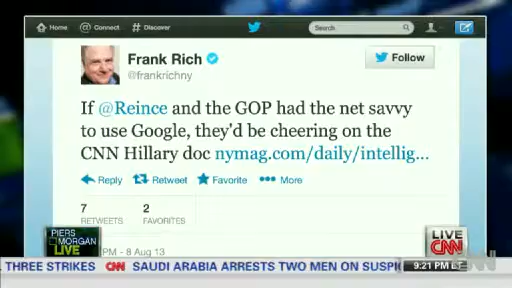 Home @ Connect # Discover Search
Frank Rich
@frankrichny
Follow
If @Reince and the GOP had the net savvy
to use Google, they'd be cheering on the
CNN Hillary doc nymag.com/daily/intellig...
Reply Retweet Favorite More
7 2
RETWEETS FAVORITES
PM - 8 Aug 13
PIERS
MORGAN
LIVE
LIVE
CNN
THREE STRIKES CNN SAUDI ARABIA ARRESTS TWO MEN ON SUSPI 9:21 PM ET